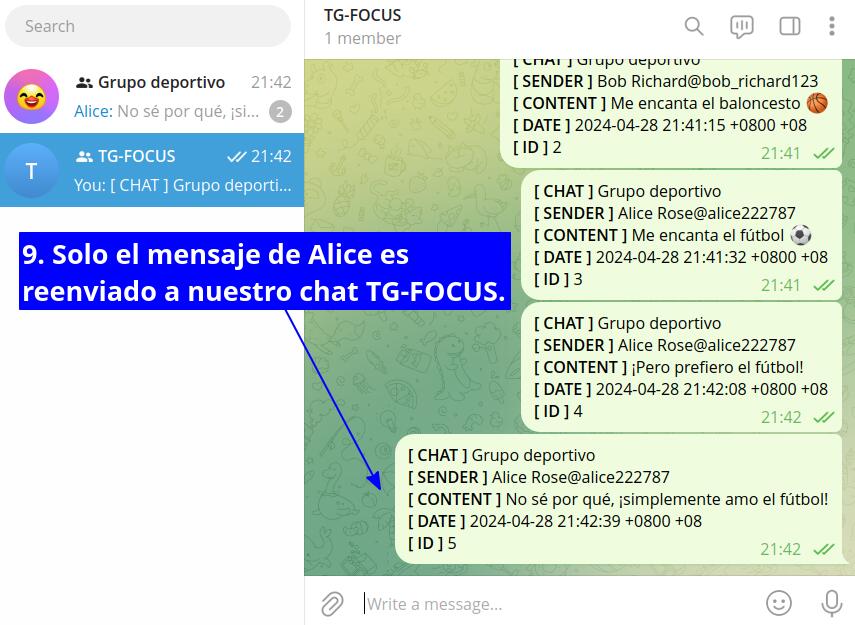 Search
Grupo deportivo 21:42
Alice: No sé por qué, ¡si... 2
T
TG-FOCUS 21:42
You: [ CHAT ] Grupo deporti...
9. Solo el mensaje de Alice es
reenviado a nuestro chat TG-FOCUS.
TG-FOCUS
1 member
[ CHAT ] Grupo deportivo
[ SENDER ] Bob Richard@bob_richard123
[ CONTENT ] Me encanta el baloncesto 🏀
[ DATE ] 2024-04-28 21:41:15 +0800 +08
[ ID ] 2
21:41
[ CHAT ] Grupo deportivo
[ SENDER ] Alice Rose@alice222787
[ CONTENT ] Me encanta el fútbol ⚽
[ DATE ] 2024-04-28 21:41:32 +0800 +08
[ ID ] 3
21:41
[ CHAT ] Grupo deportivo
[ SENDER ] Alice Rose@alice222787
[ CONTENT ] ¡Pero prefiero el fútbol!
[ DATE ] 2024-04-28 21:42:08 +0800 +08
[ ID ] 4
21:42
[ CHAT ] Grupo deportivo
[ SENDER ] Alice Rose@alice222787
[ CONTENT ] No sé por qué, ¡simplemente amo el fútbol!
[ DATE ] 2024-04-28 21:42:39 +0800 +08
[ ID ] 5
21:42
Write a message...